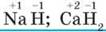 +1 -1 +2 -1
NaH; CaH₂